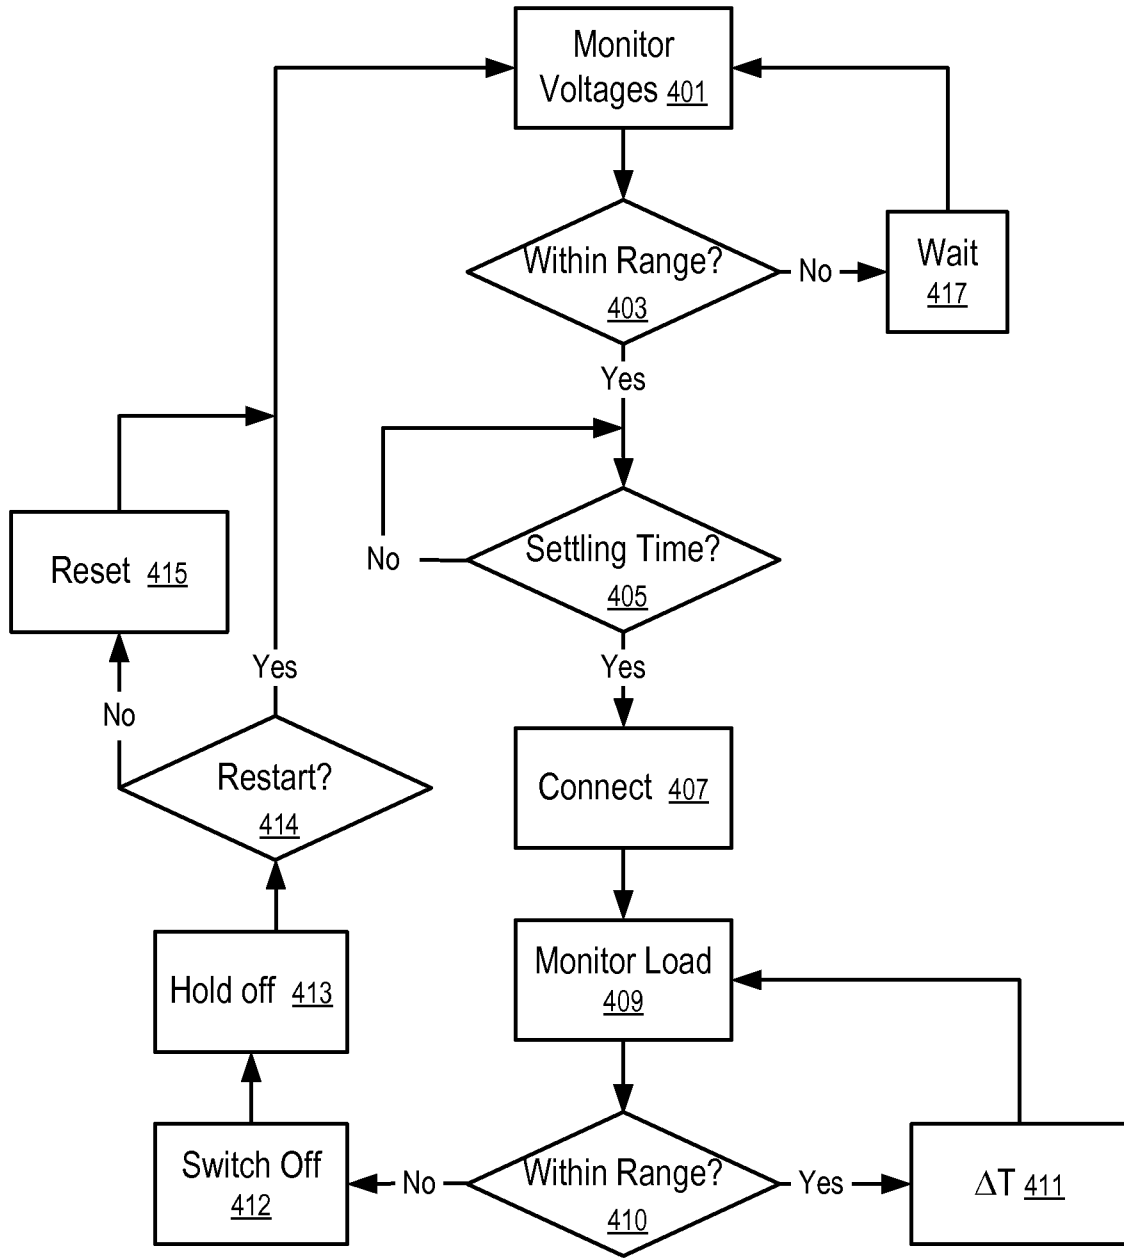 Monitor
Voltages 401
Within Range?
403
No
Wait
417
Yes
Settling Time?
405
No
Yes
Reset 415
Yes
No
Restart?
414
Connect 407
Monitor Load
409
Hold off 413
Switch Off
412
No
Within Range?
410
Yes
ΔT 411